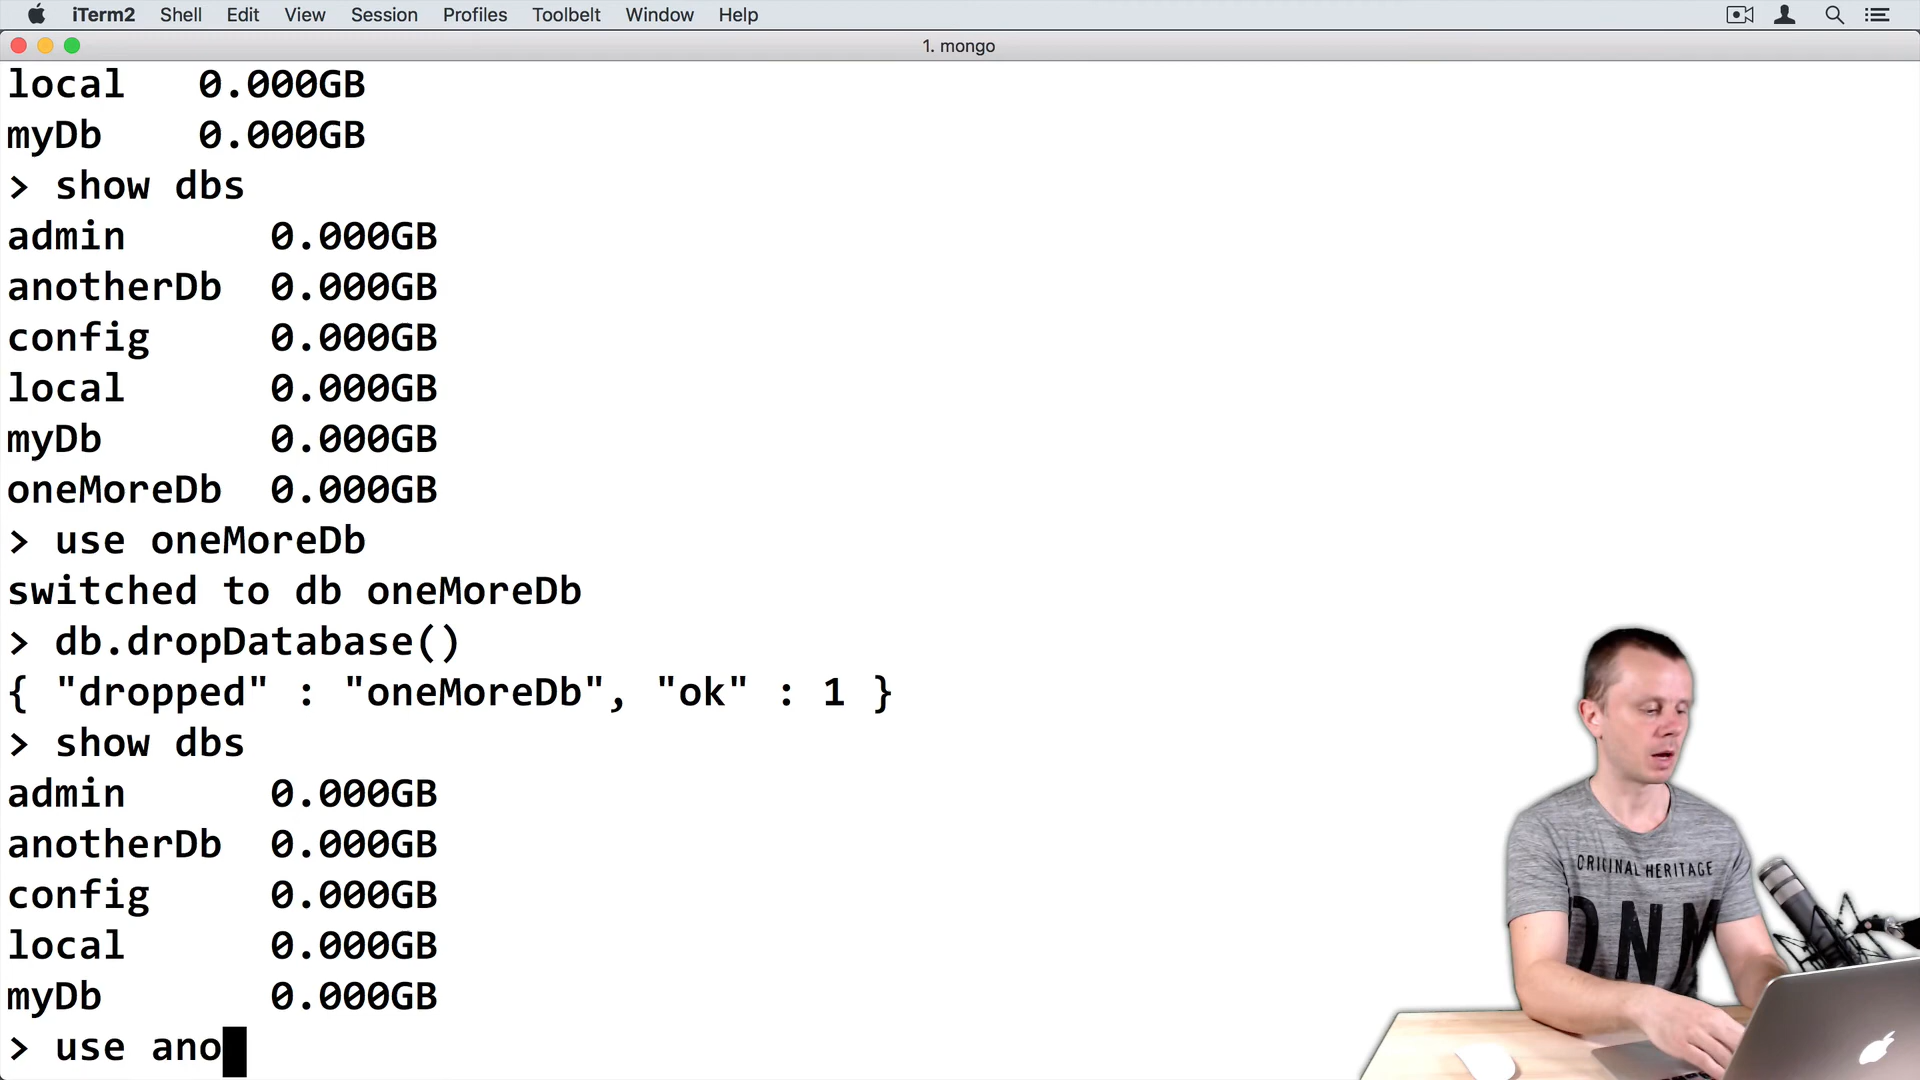 iTerm2 Shell Edit View Session Profiles Toolbelt Window Help
1. mongo
local 0.000GB
myDb 0.000GB
> show dbs
admin 0.000GB
anotherDb 0.000GB
config 0.000GB
local 0.000GB
myDb 0.000GB
oneMoreDb 0.000GB
> use oneMoreDb
switched to db oneMoreDb
> db.dropDatabase()
{ "dropped" : "oneMoreDb", "ok" : 1 }
> show dbs
admin 0.000GB
anotherDb 0.000GB
config 0.000GB
local 0.000GB
myDb 0.000GB
> use ano
ORIGINAL HERITAGE
DNM